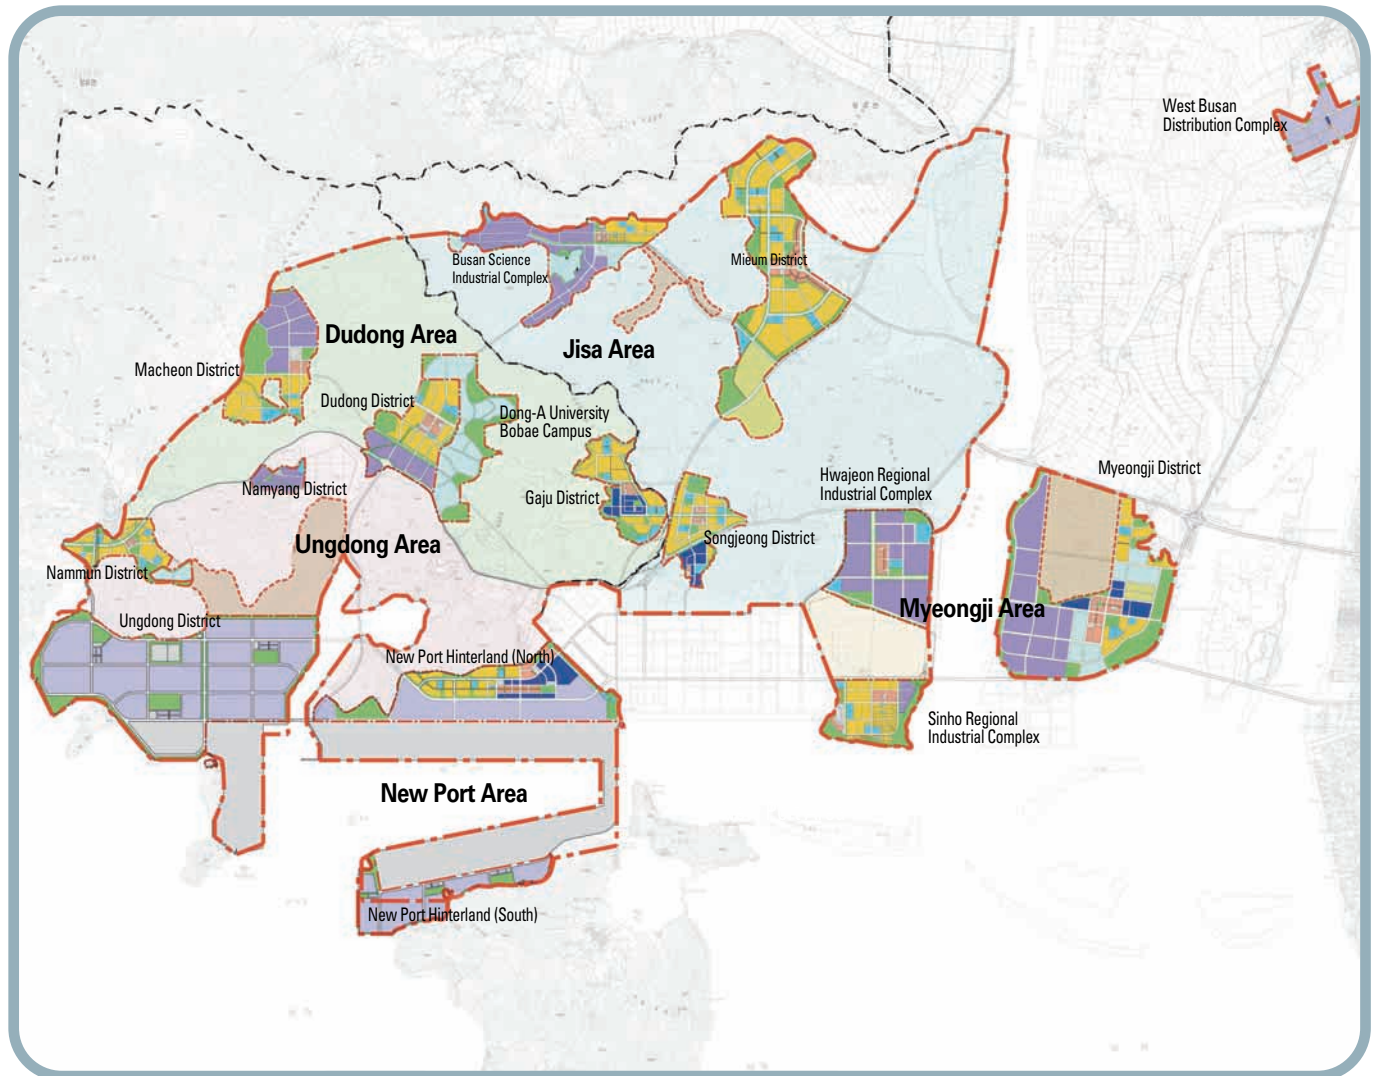 West Busan
Distribution Complex
Busan Science
Industrial Complex
Mieum District
Dudong Area
Jisa Area
Macheon District
Dudong District
Dong-A University
Bobae Campus
Myeongji District
Hwajeon Regional
Industrial Complex
Namyang District
Gaju District
Songjeong District
Ungdong Area
Nammun District
Myeongji Area
Ungdong District
New Port Hinterland (North)
Sinho Regional
Industrial Complex
New Port Area
New Port Hinterland (South)